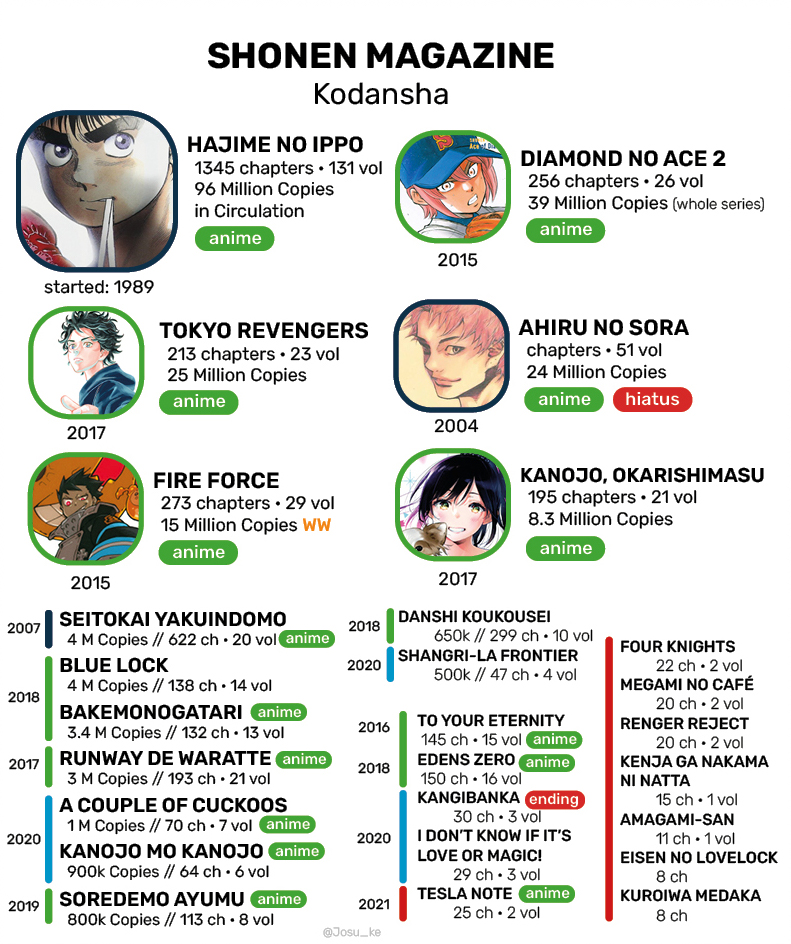 SHONEN MAGAZINE
Kodansha
HAJIME NO IPPO
1345 chapters • 131 vol
96 Million Copies
in Circulation
anime
started: 1989
DIAMOND NO ACE 2
256 chapters • 26 vol
39 Million Copies (whole series)
anime
2015
TOKYO REVENGERS
213 chapters • 23 vol
25 Million Copies
anime
2017
AHIRU NO SORA
chapters • 51 vol
24 Million Copies
anime hiatus
2004
FIRE FORCE
273 chapters • 29 vol
15 Million Copies WW
anime
2015
KANOJO, OKARISHIMASU
195 chapters • 21 vol
8.3 Million Copies
anime
2017
2007
SEITOKAI YAKUINDOMO
4 M Copies // 622 ch • 20 vol anime
2018
BLUE LOCK
4 M Copies // 138 ch • 14 vol
BAKEMONOGATARI anime
3.4 M Copies // 132 ch • 13 vol
2017
RUNWAY DE WARATTE anime
3 M Copies // 193 ch • 21 vol
2020
A COUPLE OF CUCKOOS
1 M Copies // 70 ch • 7 vol anime
KANOJO MO KANOJO anime
900k Copies // 64 ch • 6 vol
2019
SOREDEMO AYUMU anime
800k Copies // 113 ch • 8 vol
2018
DANSHI KOUKOUSEI
650k // 299 ch • 10 vol
2020
SHANGRI-LA FRONTIER
500k // 47 ch • 4 vol
2016
TO YOUR ETERNITY
145 ch • 15 vol anime
2018
EDENS ZERO anime
150 ch • 16 vol
2020
KANGIBANKA ending
30 ch • 3 vol
I DON'T KNOW IF IT'S
LOVE OR MAGIC!
29 ch • 3 vol
2021
TESLA NOTE anime
25 ch • 2 vol
FOUR KNIGHTS
22 ch • 2 vol
MEGAMI NO CAFÉ
20 ch • 2 vol
RENGER REJECT
20 ch • 2 vol
KENJA GA NAKAMA
NI NATTA
15 ch • 1 vol
AMAGAMI-SAN
11 ch • 1 vol
EISEN NO LOVELOCK
8 ch
KUROIWA MEDAKA
8 ch
@Josu_ke